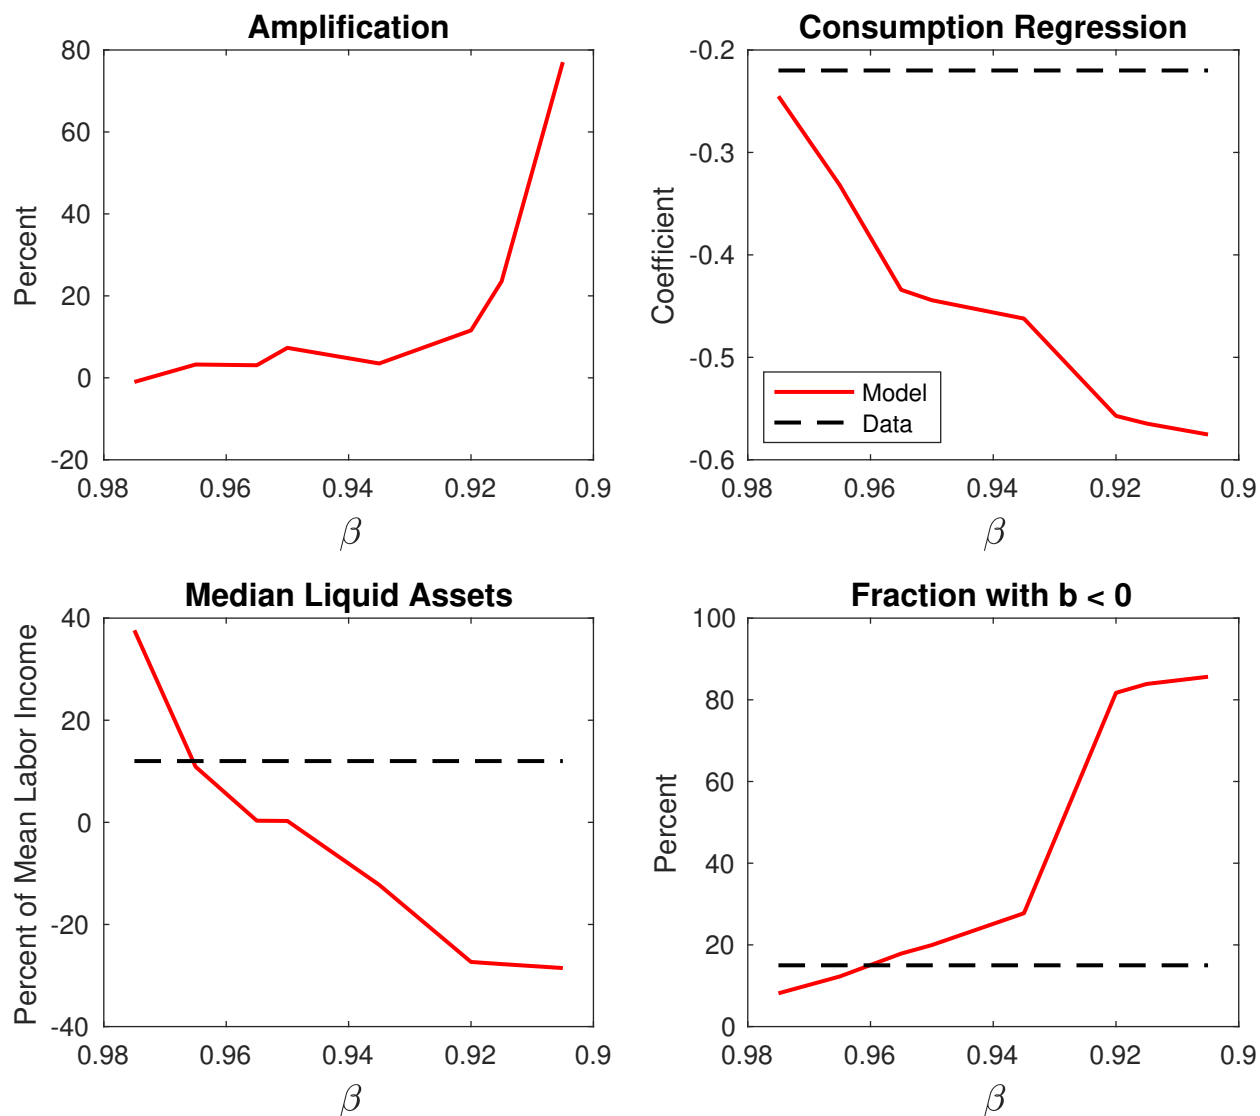 Amplification
80
60
40
20
0
-20
Percent
0.98 0.96 0.94 0.92 0.9
β
Consumption Regression
-0.2
-0.3
-0.4
-0.5
-0.6
Coefficient
Model
Data
0.98 0.96 0.94 0.92 0.9
β
Median Liquid Assets
40
20
0
-20
-40
Percent of Mean Labor Income
0.98 0.96 0.94 0.92 0.9
β
Fraction with b < 0
100
80
60
40
20
0
Percent
0.98 0.96 0.94 0.92 0.9
β